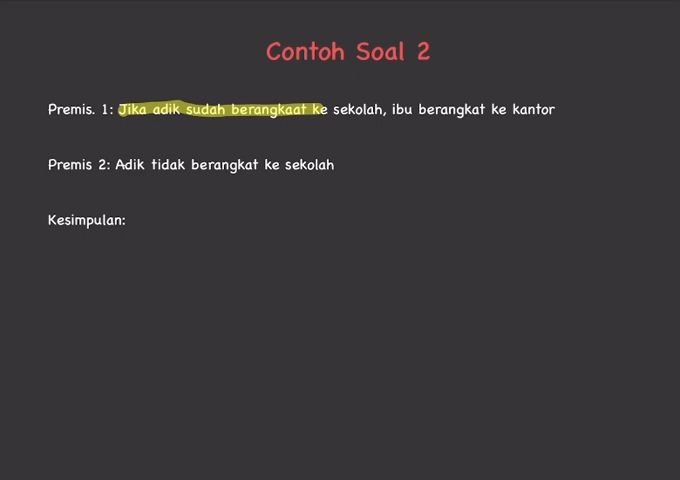 Contoh Soal 2
Premis. 1: Jika adik sudah berangkaat ke sekolah, ibu berangkat ke kantor
Premis 2: Adik tidak berangkat ke sekolah
Kesimpulan: